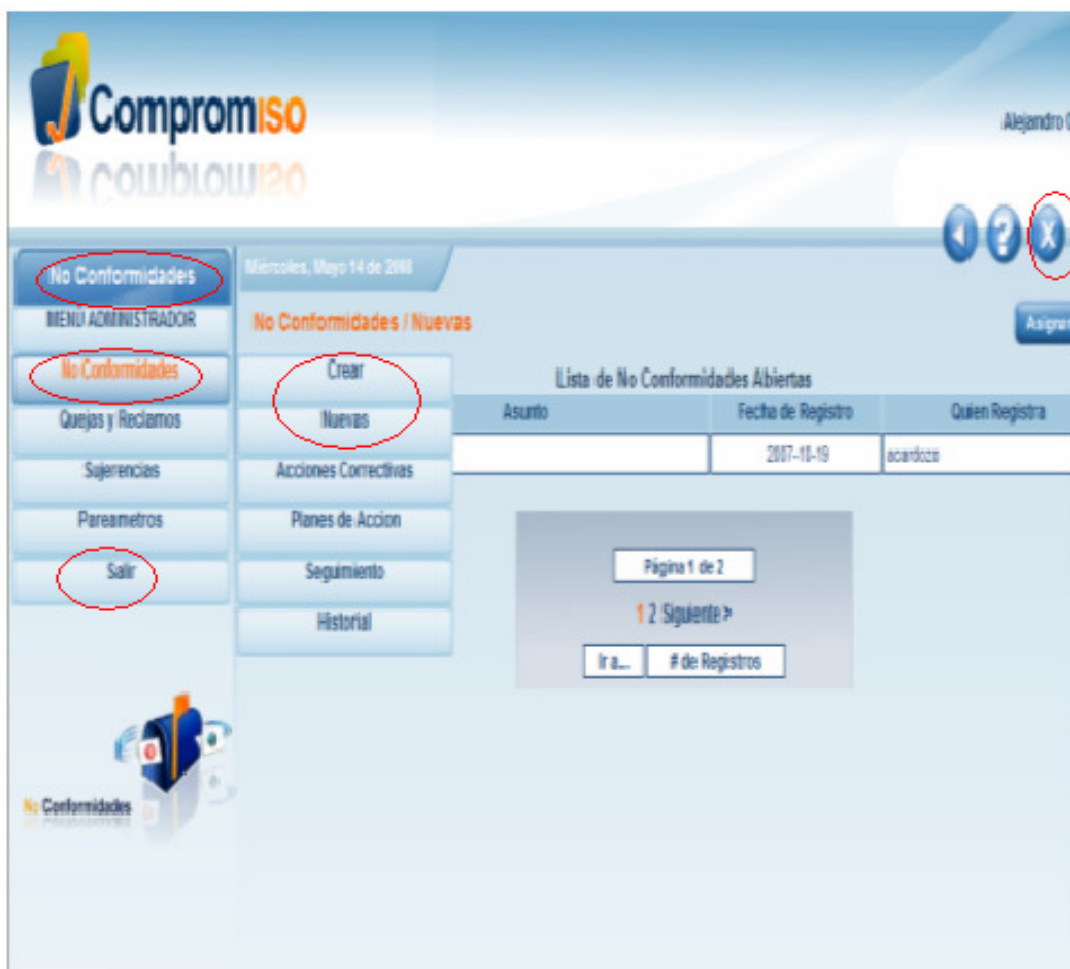 Compromiso
Alejandro
No Conformidades
Miércoles, Mayo 14 de 2008
MENU ADMINISTRADOR
No Conformidades / Nuevas
Asignar
No Conformidades
Crear
Lista de No Conformidades Abiertas
Quejas y Reclamos
Nuevas
Asunto
Fecha de Registro
Quien Registra
2007-10-19
acardozo
Sujerencias
Acciones Correctivas
Pareametros
Planes de Accion
Salir
Seguimiento
Página 1 de 2
Historial
1 2 Siguiente >
Ir a...
# de Registros
No Conformidades